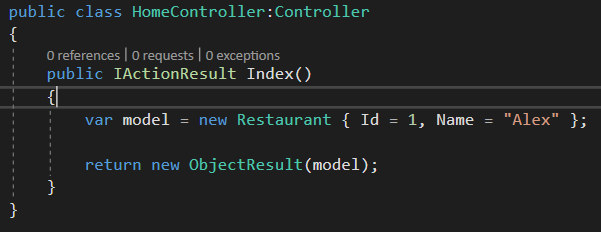 public class HomeController:Controller
{
0 references | 0 requests | 0 exceptions
public IActionResult Index()
{
var model = new Restaurant { Id = 1, Name = "Alex" };
return new ObjectResult(model);
}
}